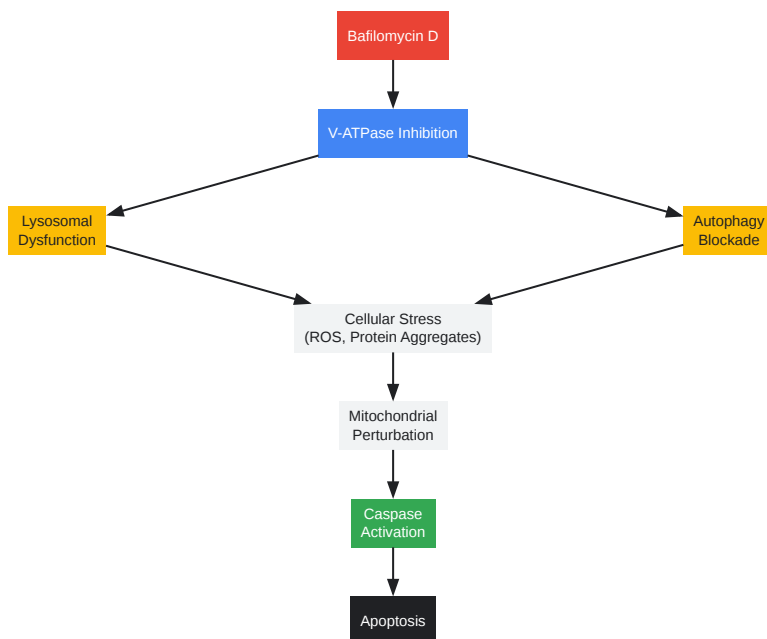 Bafilomycin D
V-ATPase Inhibition
Lysosomal
Dysfunction
Autophagy
Blockade
Cellular Stress
(ROS, Protein Aggregates)
Mitochondrial
Perturbation
Caspase
Activation
Apoptosis